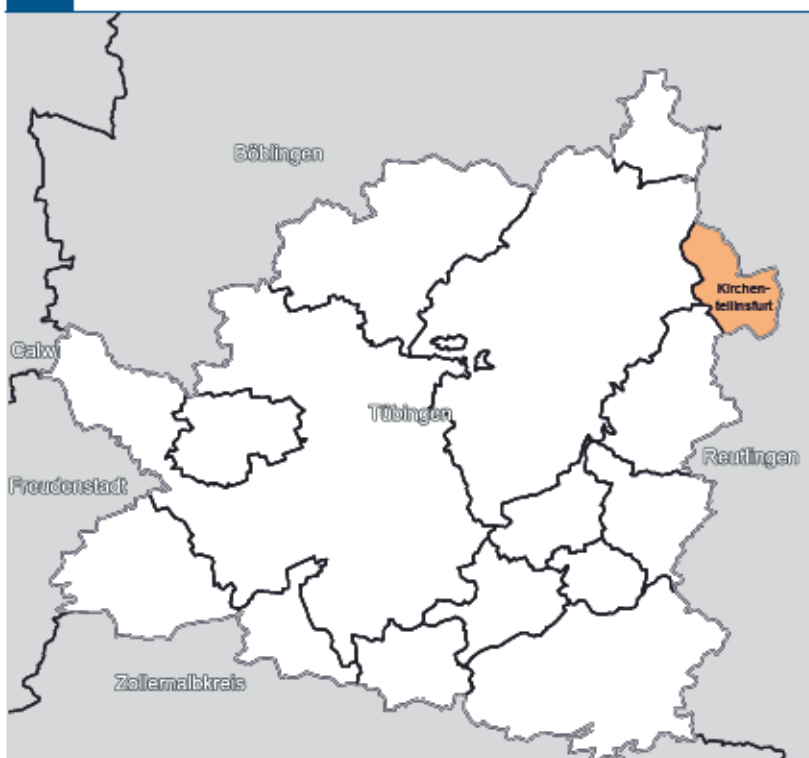 Böblingen
Kirchen-
tellinsfurt
Calw
Tübingen
Reutlingen
Freudenstadt
Zollernalbkreis